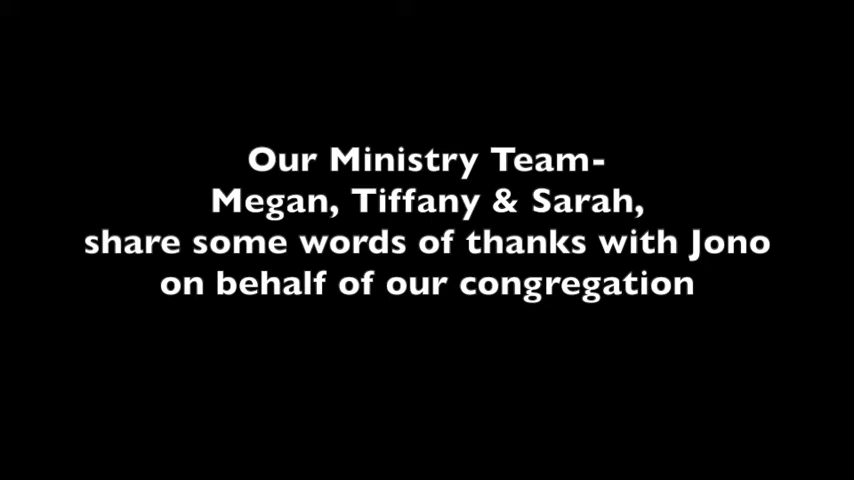 Our Ministry Team-
Megan, Tiffany & Sarah,
share some words of thanks with Jono
on behalf of our congregation